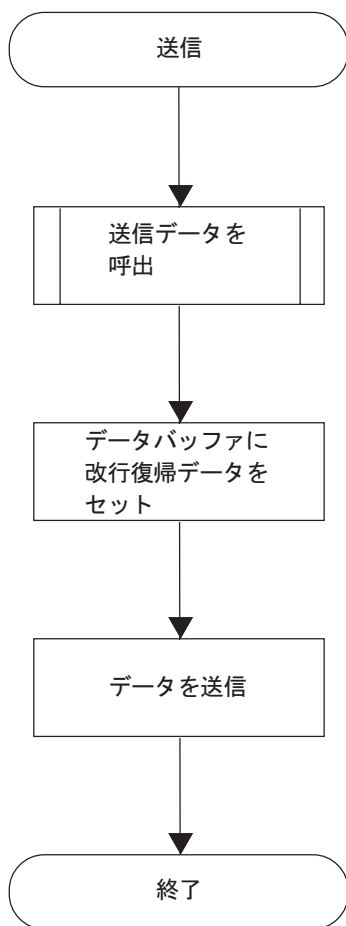 送信
送信データを
呼出
データバッファに
改行復帰データを
セット
データを送信
終了